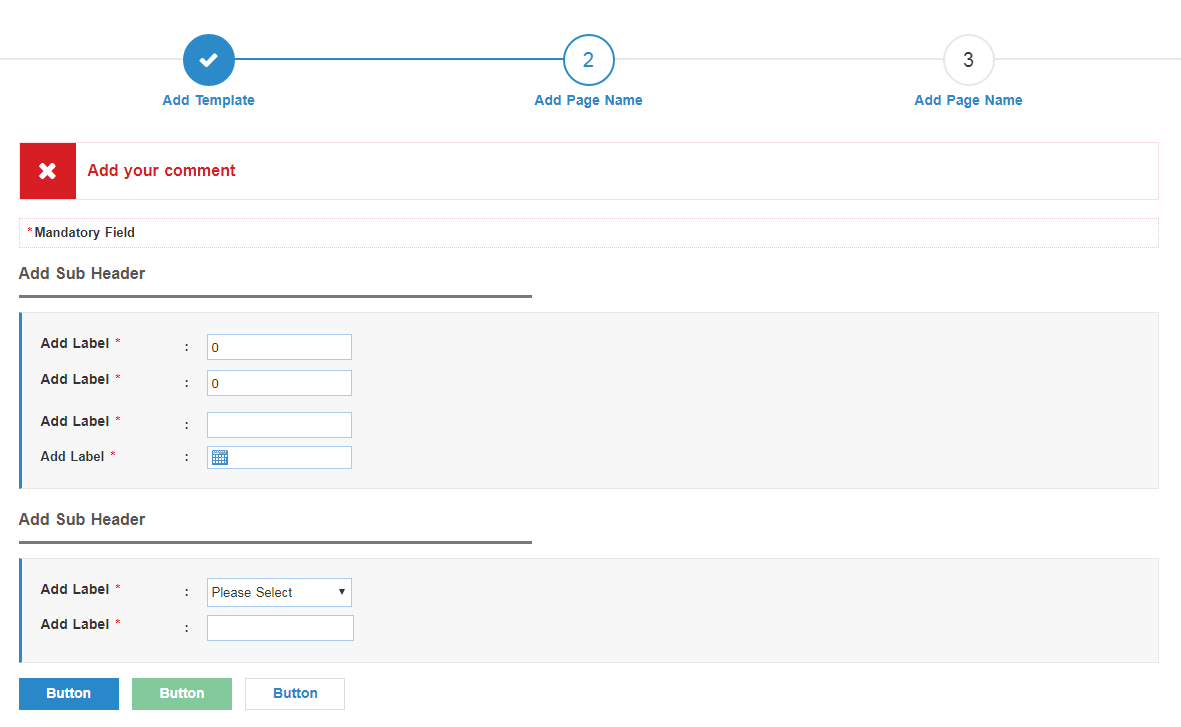 2 3
Add Template Add Page Name Add Page Name
Add your comment
*Mandatory Field
Add Sub Header
Add Label * : 0
Add Label * : 0
Add Label * :
Add Label * :
Add Sub Header
Add Label * : Please Select
Add Label * :
Button Button Button